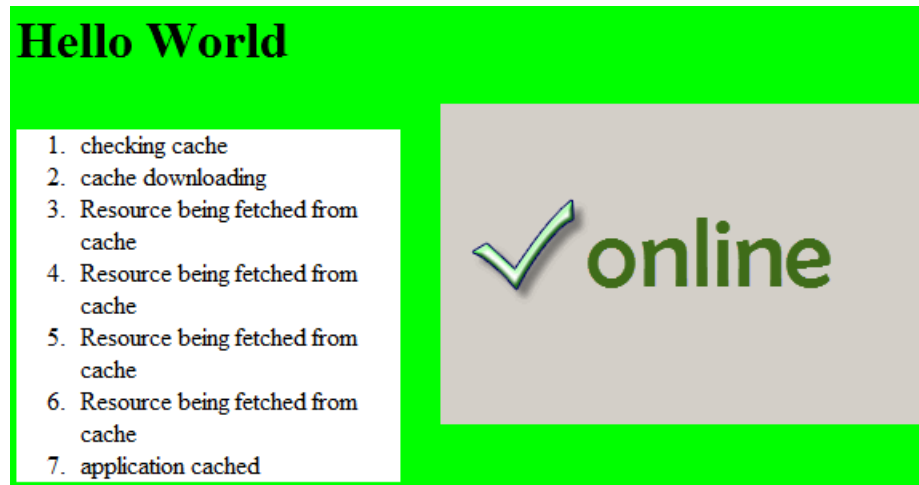 Hello World
1. checking cache
2. cache downloading
3. Resource being fetched from
cache
4. Resource being fetched from
cache
5. Resource being fetched from
cache
6. Resource being fetched from
cache
7. application cached
online